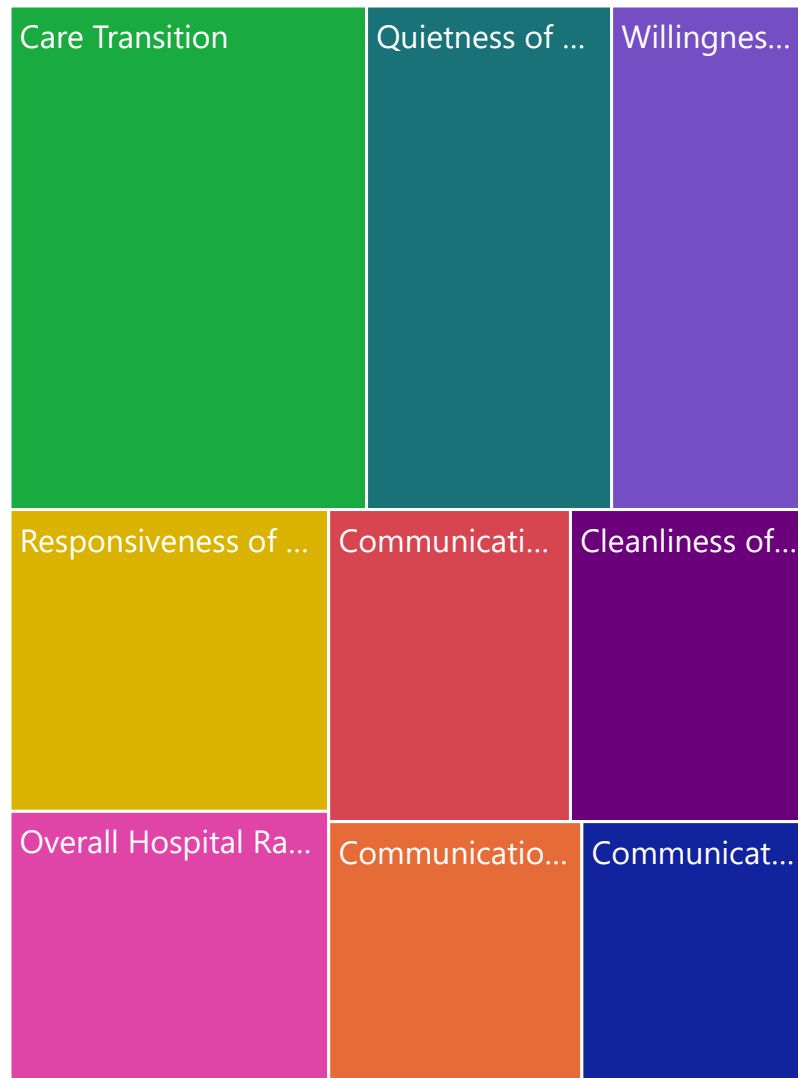 Care Transition
Quietness of ...
Willingnes...
Responsiveness of ...
Communicati...
Cleanliness of...
Overall Hospital Ra...
Communicatio...
Communicat...